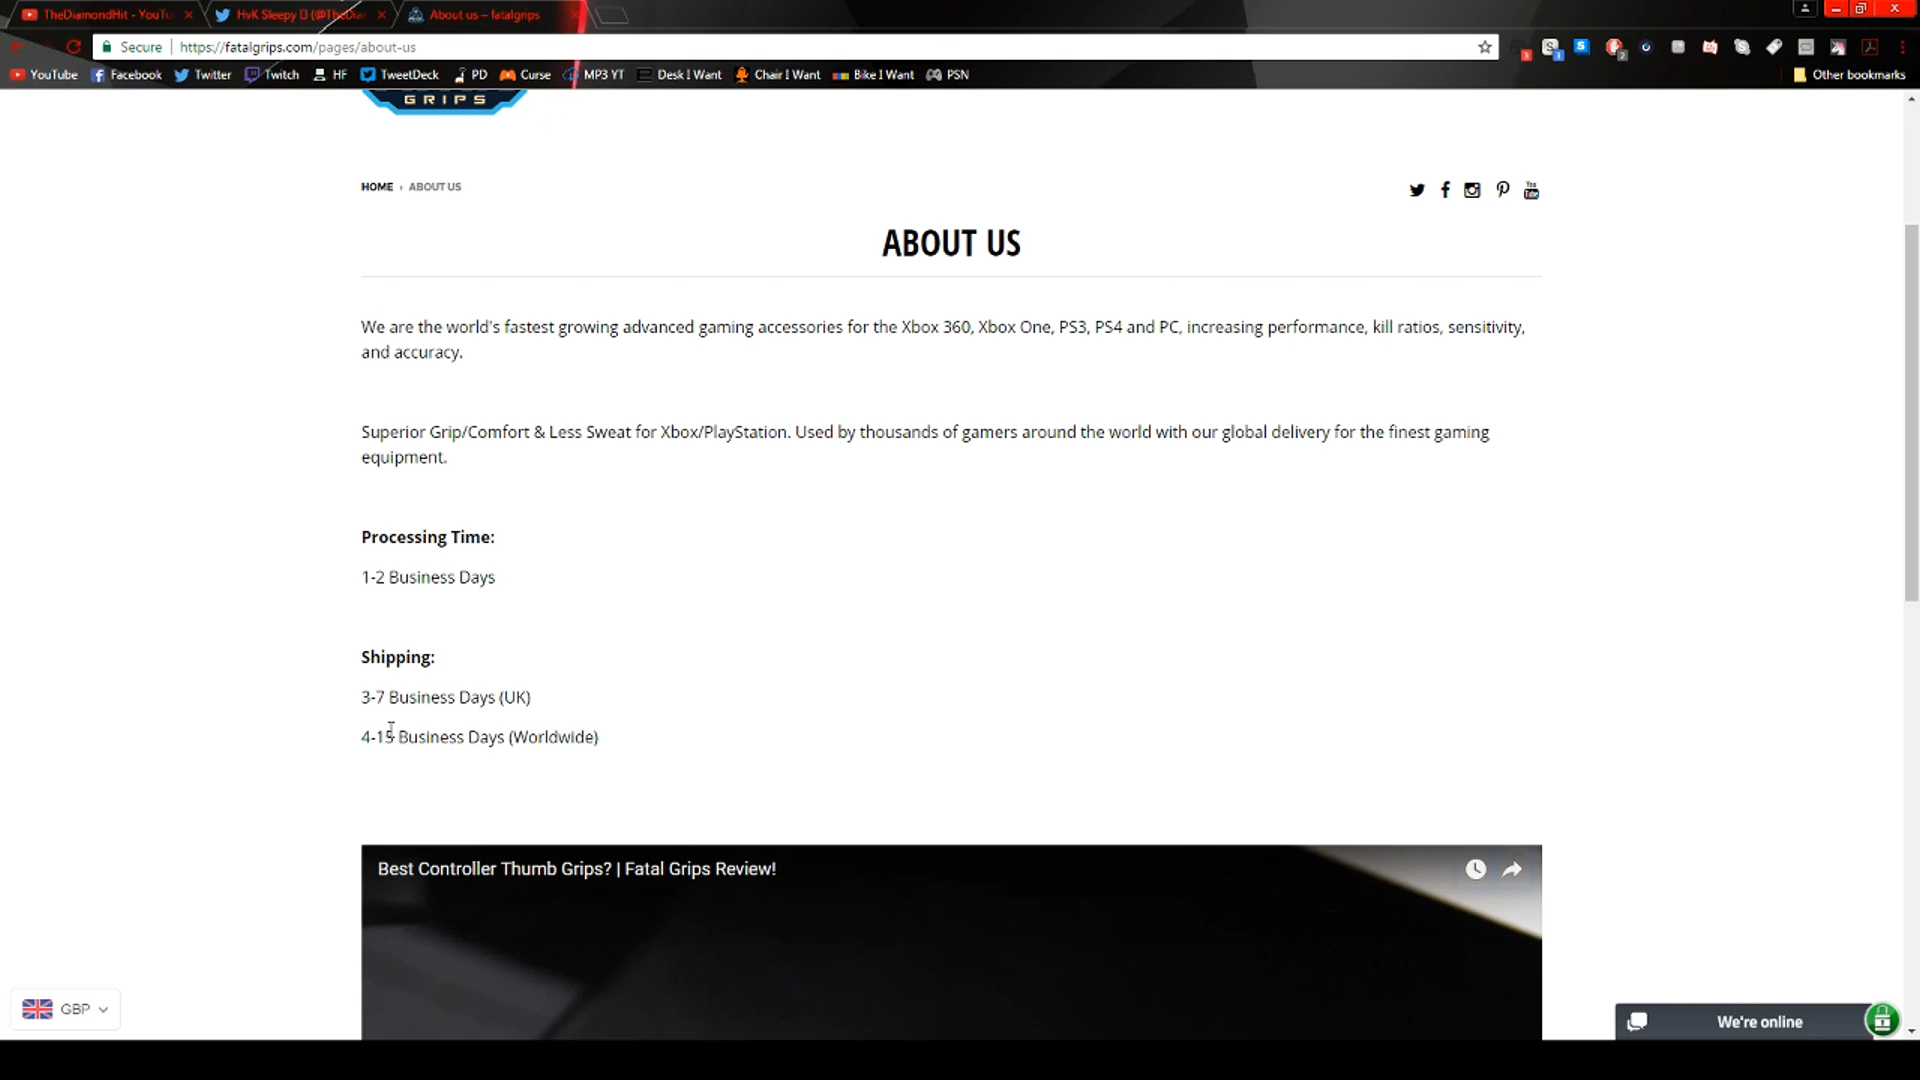 TheDiamondHit - YouTu
HvK Sleepy (@TheDiam
About us – fatalgrips
Secure
https://fatalgrips.com/pages/about-us
YouTube Facebook Twitter Twitch HF TweetDeck PD Curse MP3 YT Desk I Want Chair I Want Bike I Want PSN Other bookmarks
GRIPS
HOME › ABOUT US
ABOUT US
We are the world's fastest growing advanced gaming accessories for the Xbox 360, Xbox One, PS3, PS4 and PC, increasing performance, kill ratios, sensitivity,
and accuracy.
Superior Grip/Comfort & Less Sweat for Xbox/PlayStation. Used by thousands of gamers around the world with our global delivery for the finest gaming
equipment.
Processing Time:
1-2 Business Days
Shipping:
3-7 Business Days (UK)
4-15 Business Days (Worldwide)
Best Controller Thumb Grips? | Fatal Grips Review!
GBP
We're online